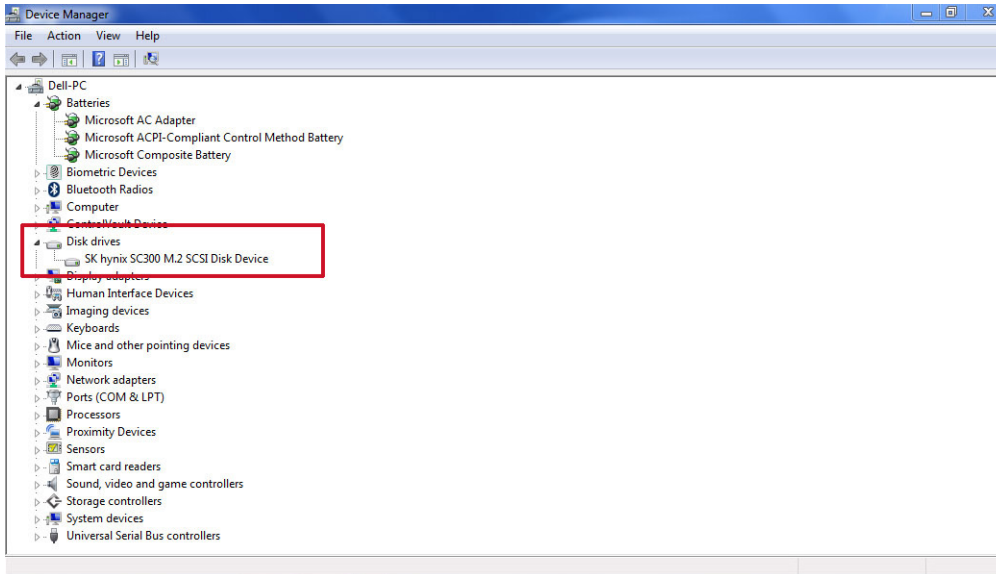 Device Manager
File Action View Help
Dell-PC
Batteries
Microsoft AC Adapter
Microsoft ACPI-Compliant Control Method Battery
Microsoft Composite Battery
Biometric Devices
Bluetooth Radios
Computer
ControlVault Device
Disk drives
SK hynix SC300 M.2 SCSI Disk Device
Display adapters
Human Interface Devices
Imaging devices
Keyboards
Mice and other pointing devices
Monitors
Network adapters
Ports (COM & LPT)
Processors
Proximity Devices
Sensors
Smart card readers
Sound, video and game controllers
Storage controllers
System devices
Universal Serial Bus controllers